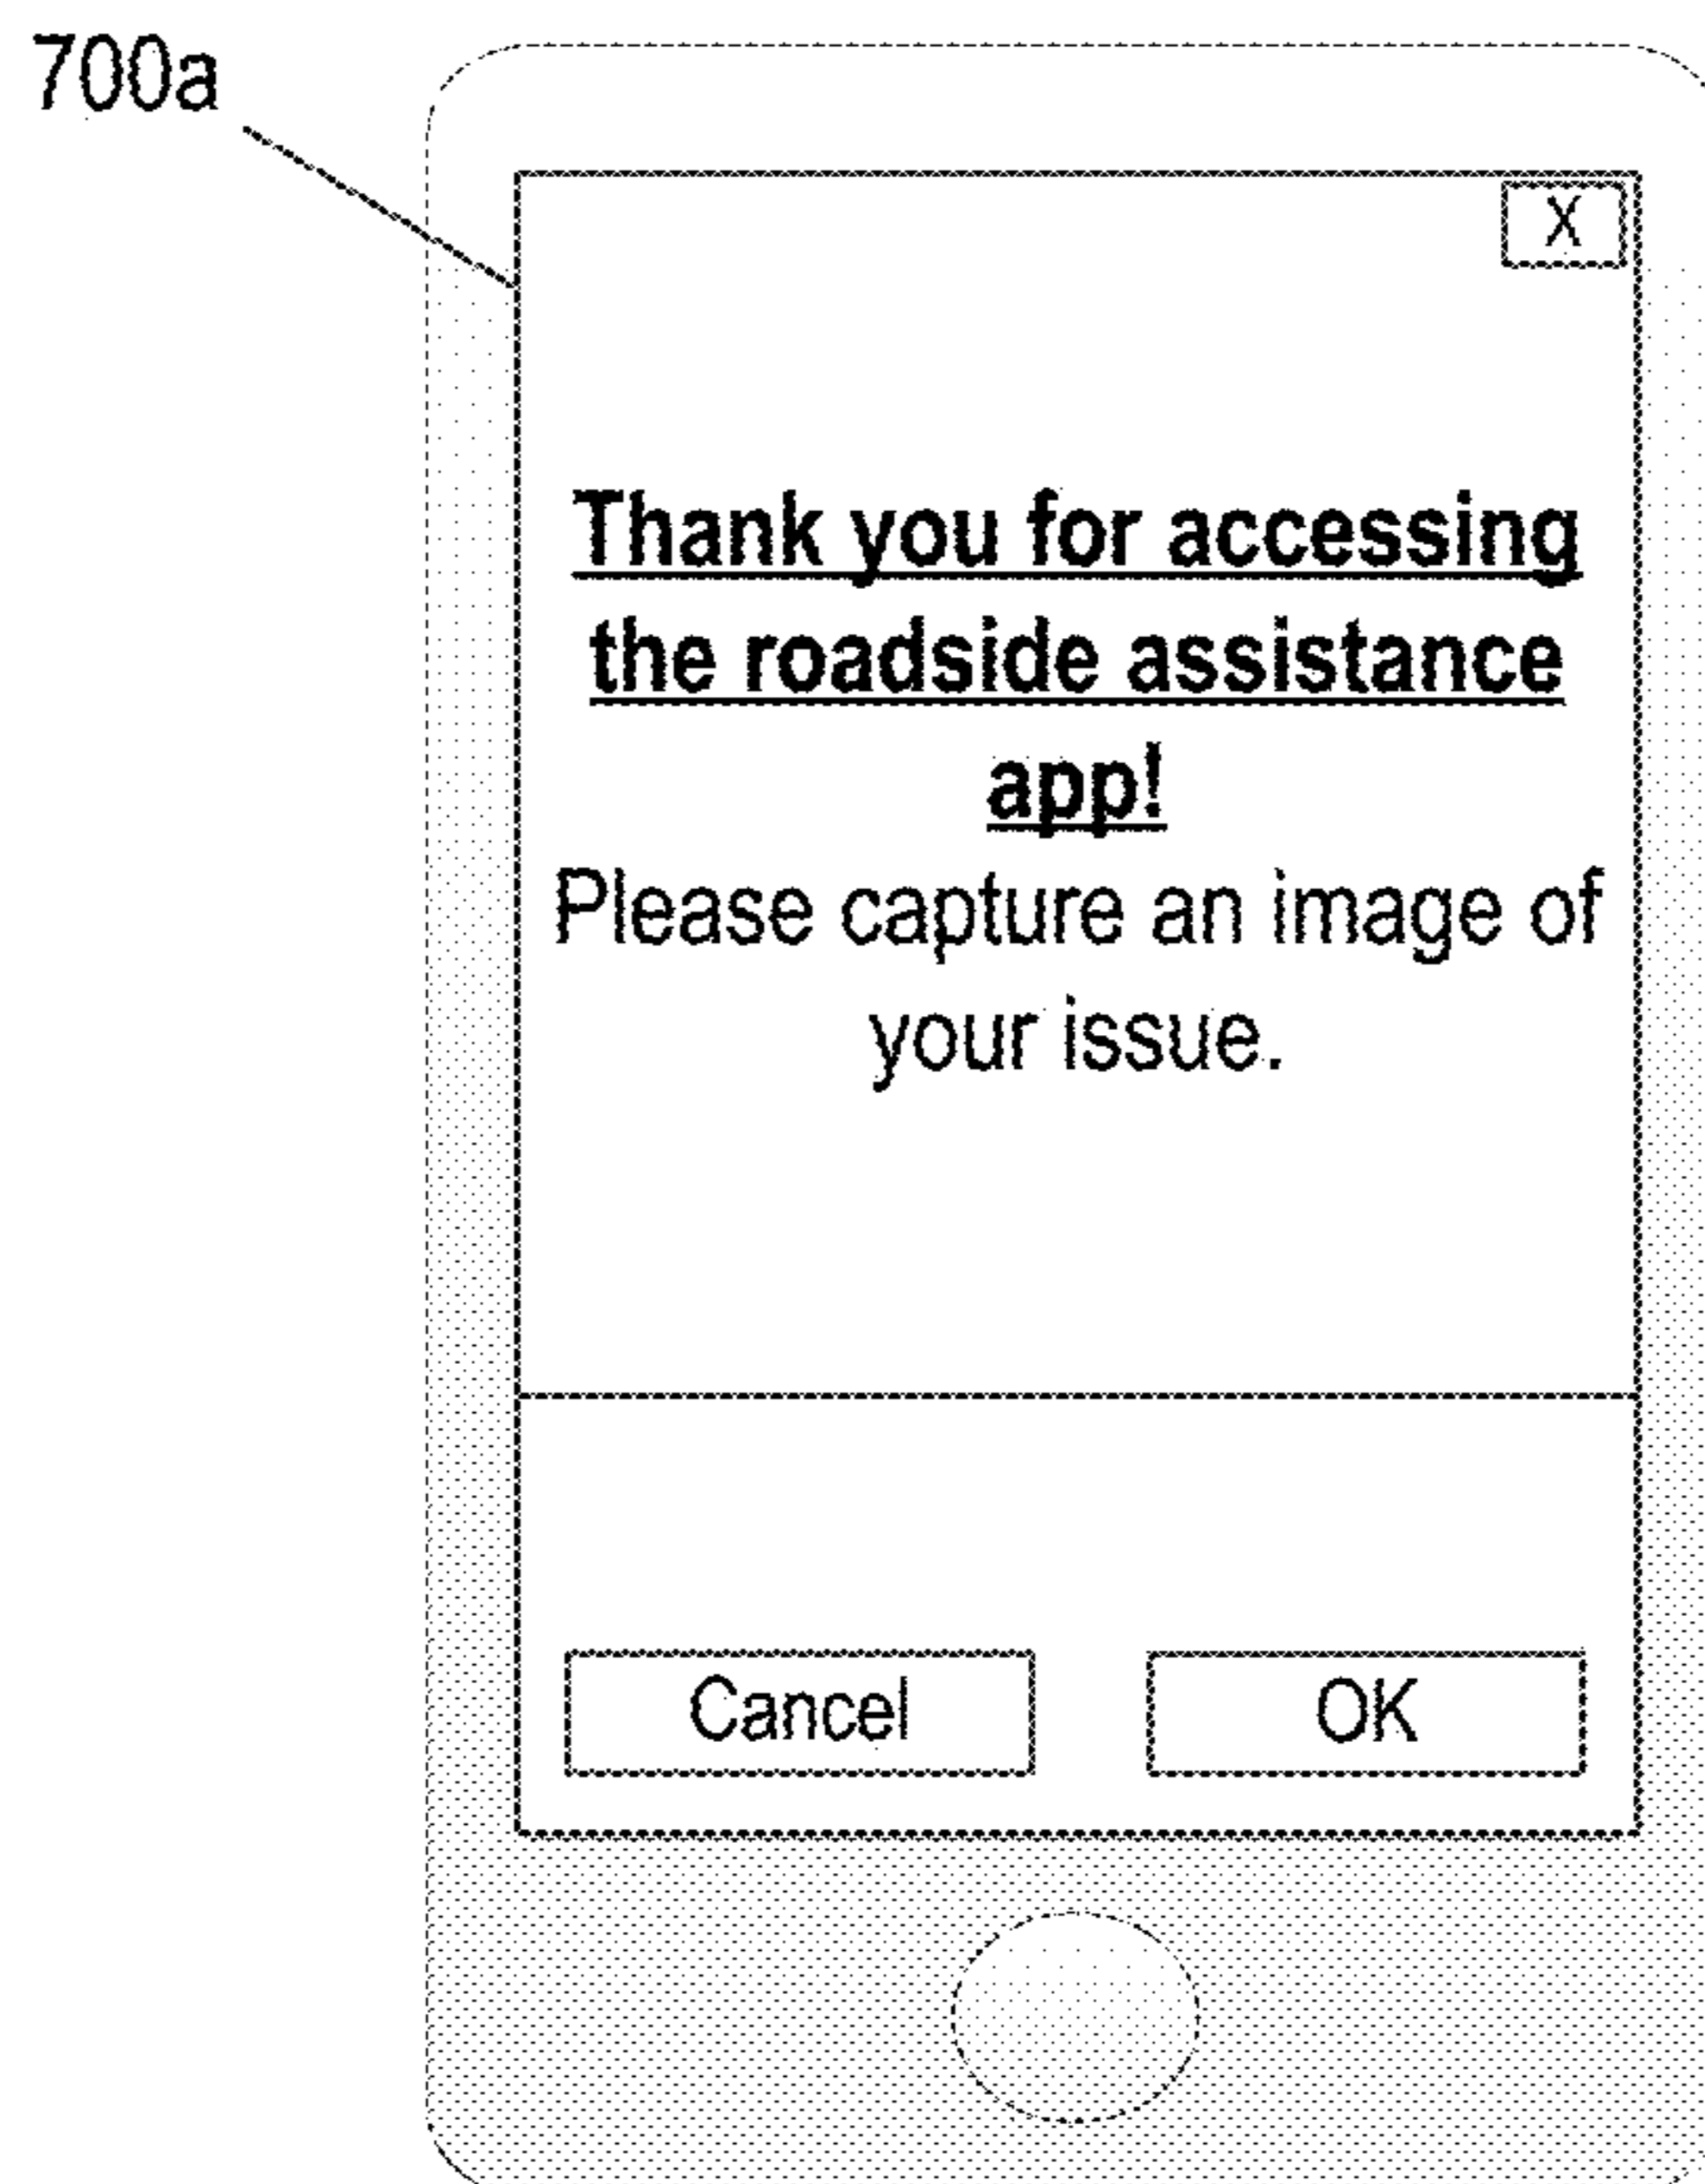 700a
X
Thank you for accessing
the roadside assistance
app!
Please capture an image of
your issue.
Cancel
OK